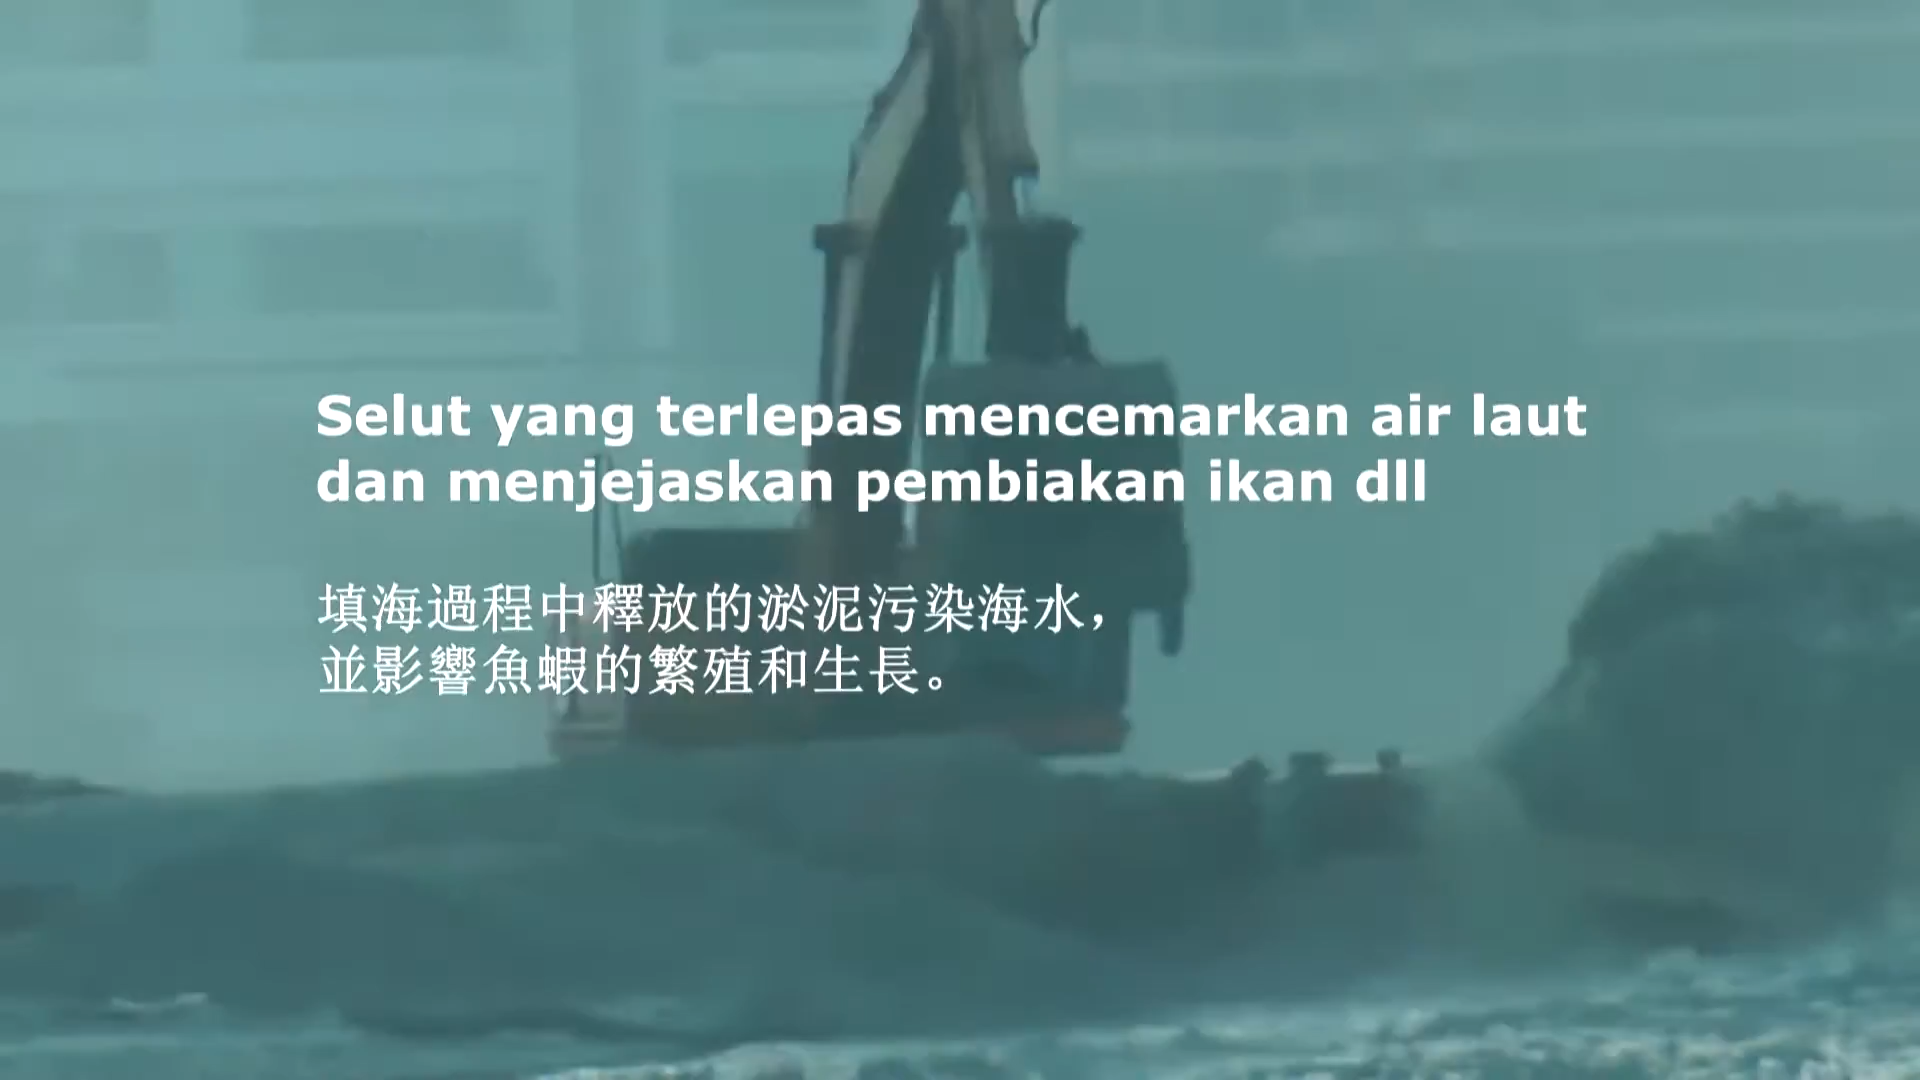 Selut yang terlepas mencemarkan air laut
dan menjejaskan pembiakan ikan dll
填海過程中釋放的淤泥污染海水，
並影響魚蝦的繁殖和生長。